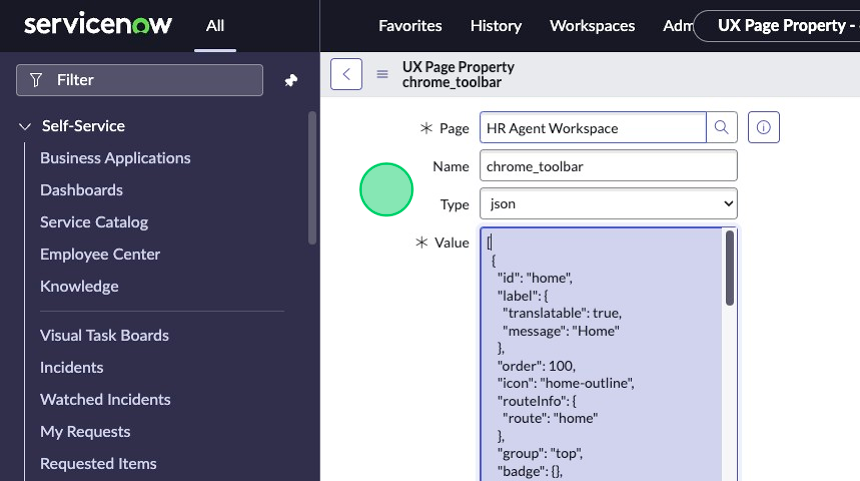 servicenow
All
Favorites
History
Workspaces
Adm
UX Page Property -
Filter
UX Page Property
chrome_toolbar
Self-Service
Business Applications
Dashboards
Service Catalog
Employee Center
Knowledge
Visual Task Boards
Incidents
Watched Incidents
My Requests
Requested Items
* Page
HR Agent Workspace
Name
chrome_toolbar
Type
json
* Value
[
{
"id": "home",
"label": {
"translatable": true,
"message": "Home"
},
"order": 100,
"icon": "home-outline",
"routeInfo": {
"route": "home"
},
"group": "top",
"badge": {},